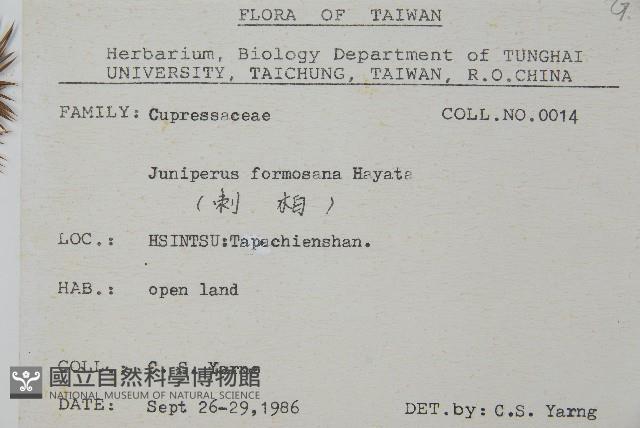 G.
FLORA OF TAIWAN
Herbarium, Biology Department of TUNGHAI
UNIVERSITY, TAICHUNG, TAIWAN, R.O.CHINA
FAMILY: Cupressaceae COLL.NO.0014
Juniperus formosana Hayata
(刺柏)
LOC.: HSINTSU:Tapachienshan.
HAB.: open land
COLL.: C. S. Yarng
國立自然科學博物館
NATIONAL MUSEUM OF NATURAL SCIENCE
DATE: Sept 26-29,1986 DET.by: C.S. Yarng